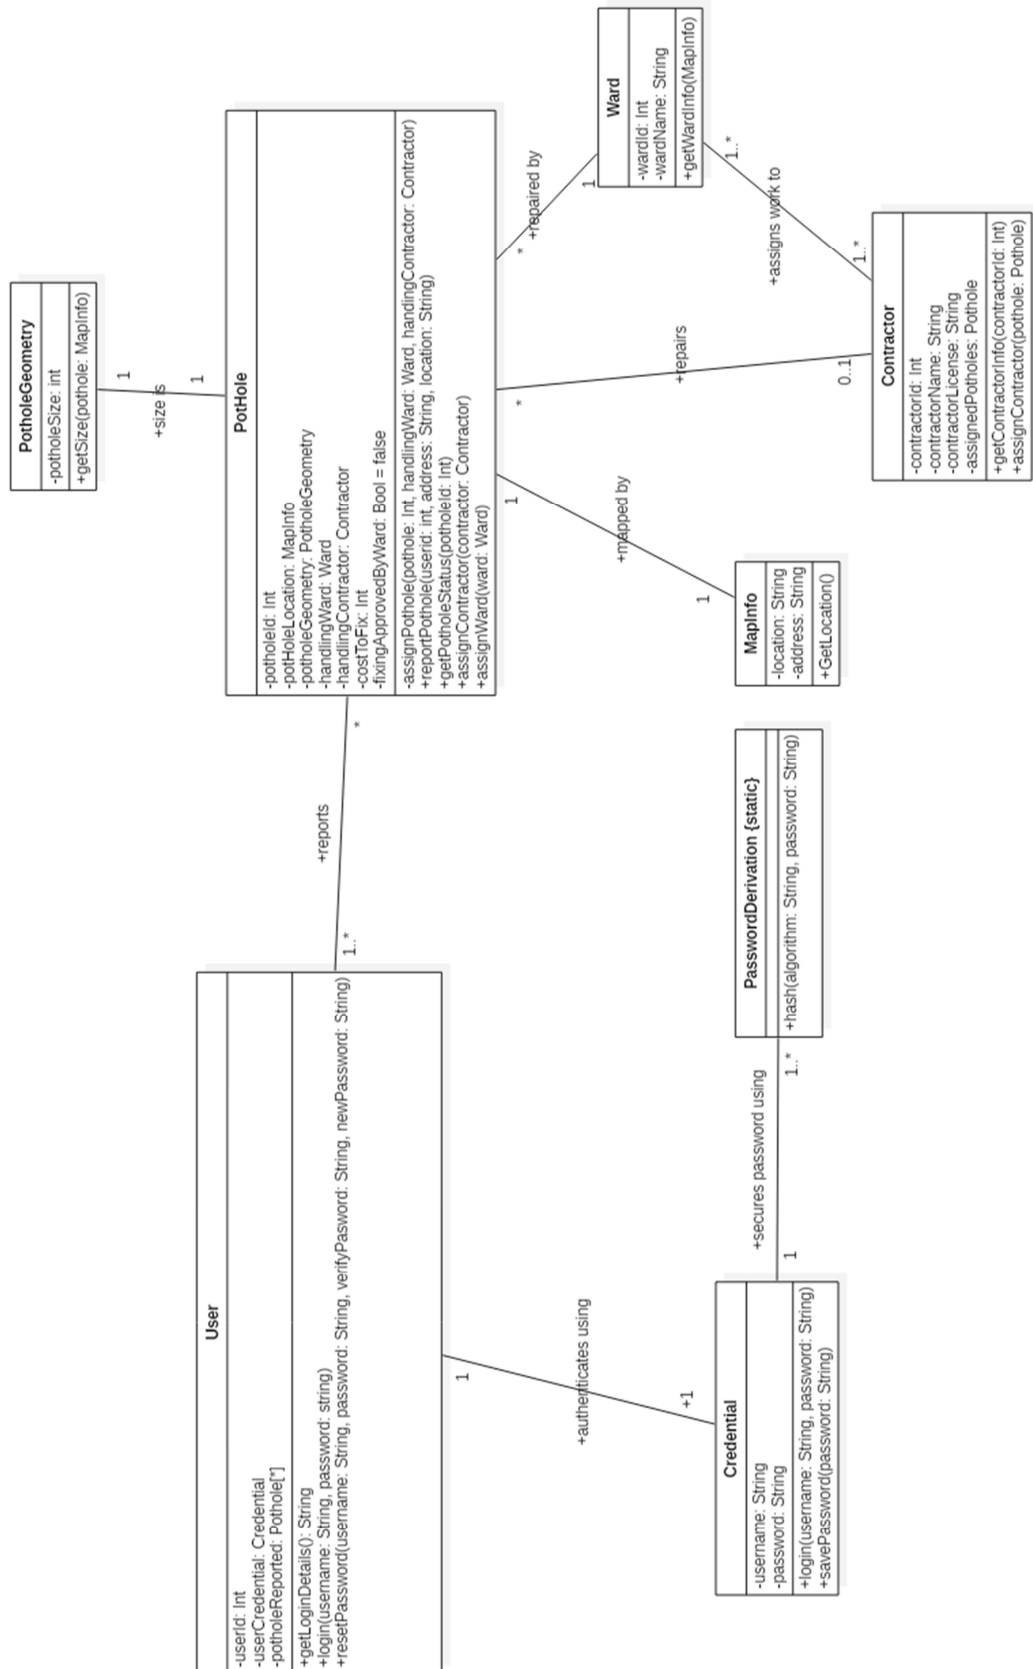 User
-userId: Int
-userCredential: Credential
-potholeReported: Pothole[*]
+getLoginDetails(): String
+login(username: String, password: string)
+resetPassword(username: String, password: String, verifyPasword: String, newPassword: String)
1..*
+reports
*
1
+authenticates using
+1
Credential
-username: String
-password: String
+login(username: String, password: String)
+savePassword(password: String)
1
+secures password using
1..*
PasswordDerivation {static}
+hash(algorithm: String, password: String)
PotholeGeometry
-potholeSize: int
+getSize(pothole: MapInfo)
1
+size is
1
PotHole
-potholeId: Int
-potHoleLocation: MapInfo
-potholeGeometry: PotholeGeometry
-handlingWard: Ward
-handlingContractor: Contractor
-costToFix: Int
-fixingApprovedByWard: Bool = false
-assignPothole(pothole: Int, handlingWard: Ward, handingContractor: Contractor)
+reportPothole(userid: int, address: String, location: String)
+getPotholeStatus(potholeId: Int)
+assignContractor(contractor: Contractor)
+assignWard(ward: Ward)
1
+mapped by
1
MapInfo
-location: String
-address: String
+GetLocation()
*
+repairs
0..1
*
+repaired by
1
Ward
-wardId: Int
-wardName: String
+getWardInfo(MapInfo)
1..*
+assigns work to
1..*
Contractor
-contractorId: Int
-contractorName: String
-contractorLicense: String
-assignedPotholes: Pothole
+getContractorInfo(contractorId: Int)
+assignContractor(pothole: Pothole)